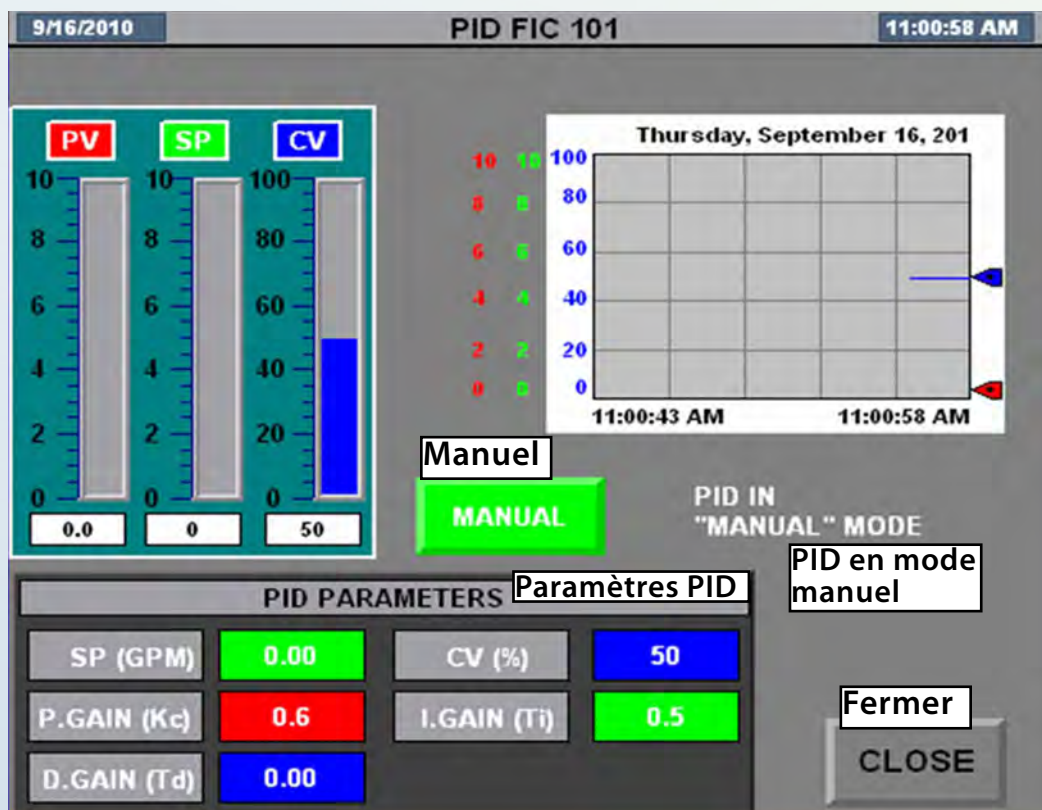 9/16/2010 PID FIC 101 11:00:58 AM
PV SP CV
10 10 100
8 8 80
6 6 60
4 4 40
2 2 20
0 0 0
0.0 0 50
Thursday, September 16, 201
10 10 100
8 8 80
6 6 60
4 4 40
2 2 20
0 0 0
11:00:43 AM 11:00:58 AM
Manuel
MANUAL
PID IN
"MANUAL" MODE
PID en mode
manuel
PID PARAMETERS Paramètres PID
SP (GPM) 0.00 CV (%) 50
P.GAIN (Kc) 0.6 I.GAIN (Ti) 0.5
D.GAIN (Td) 0.00
Fermer
CLOSE